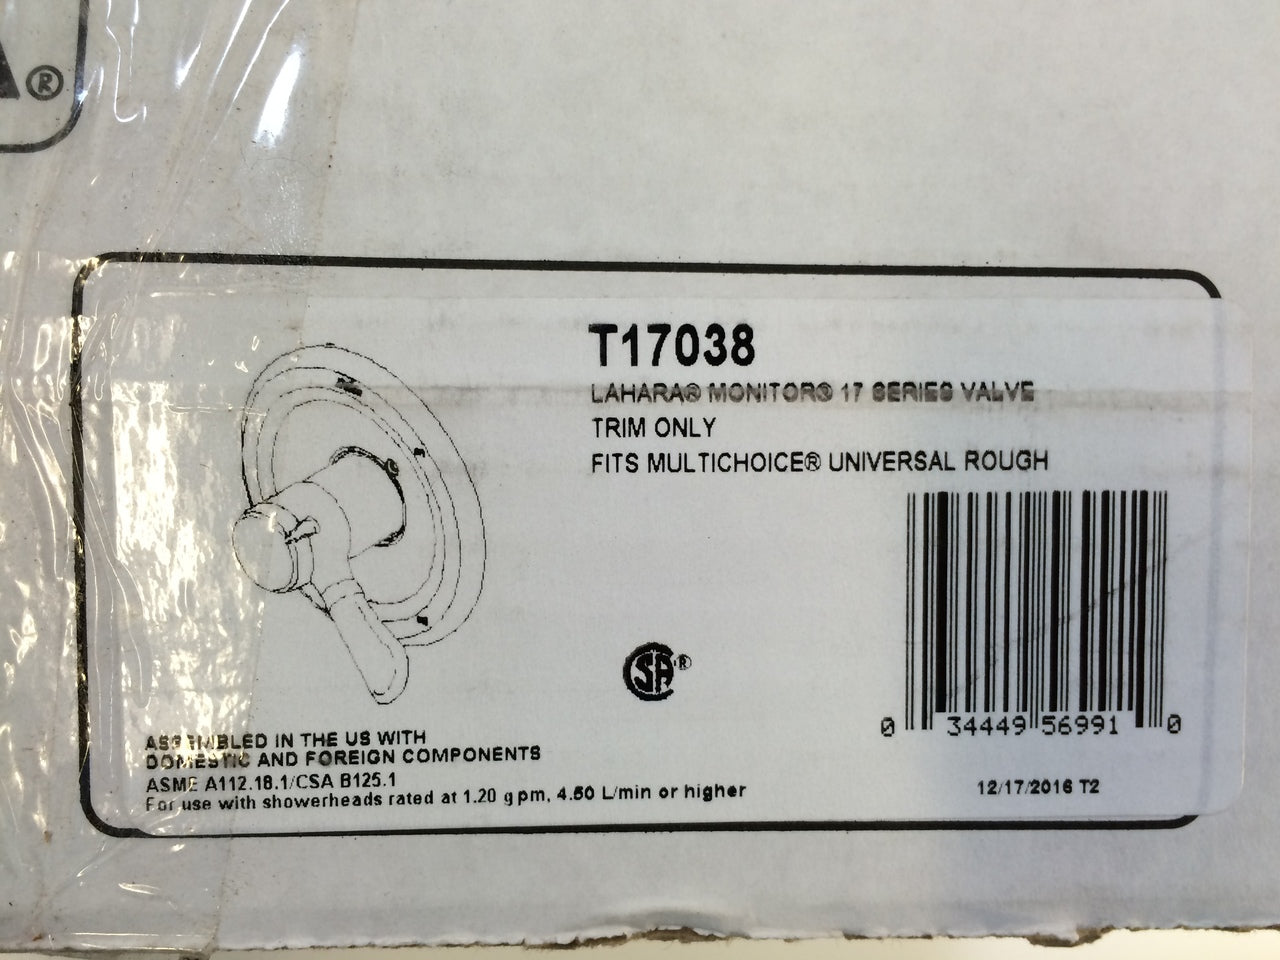 A®
T17038
LAHARA® MONITOR® 17 SERIES VALVE
TRIM ONLY
FITS MULTICHOICE® UNIVERSAL ROUGH
SA®
0 34449 56991 0
ASSEMBLED IN THE US WITH
DOMESTIC AND FOREIGN COMPONENTS
ASME A112.18.1/CSA B125.1
For use with showerheads rated at 1.20 gpm, 4.50 L/min or higher
12/17/2016 T2